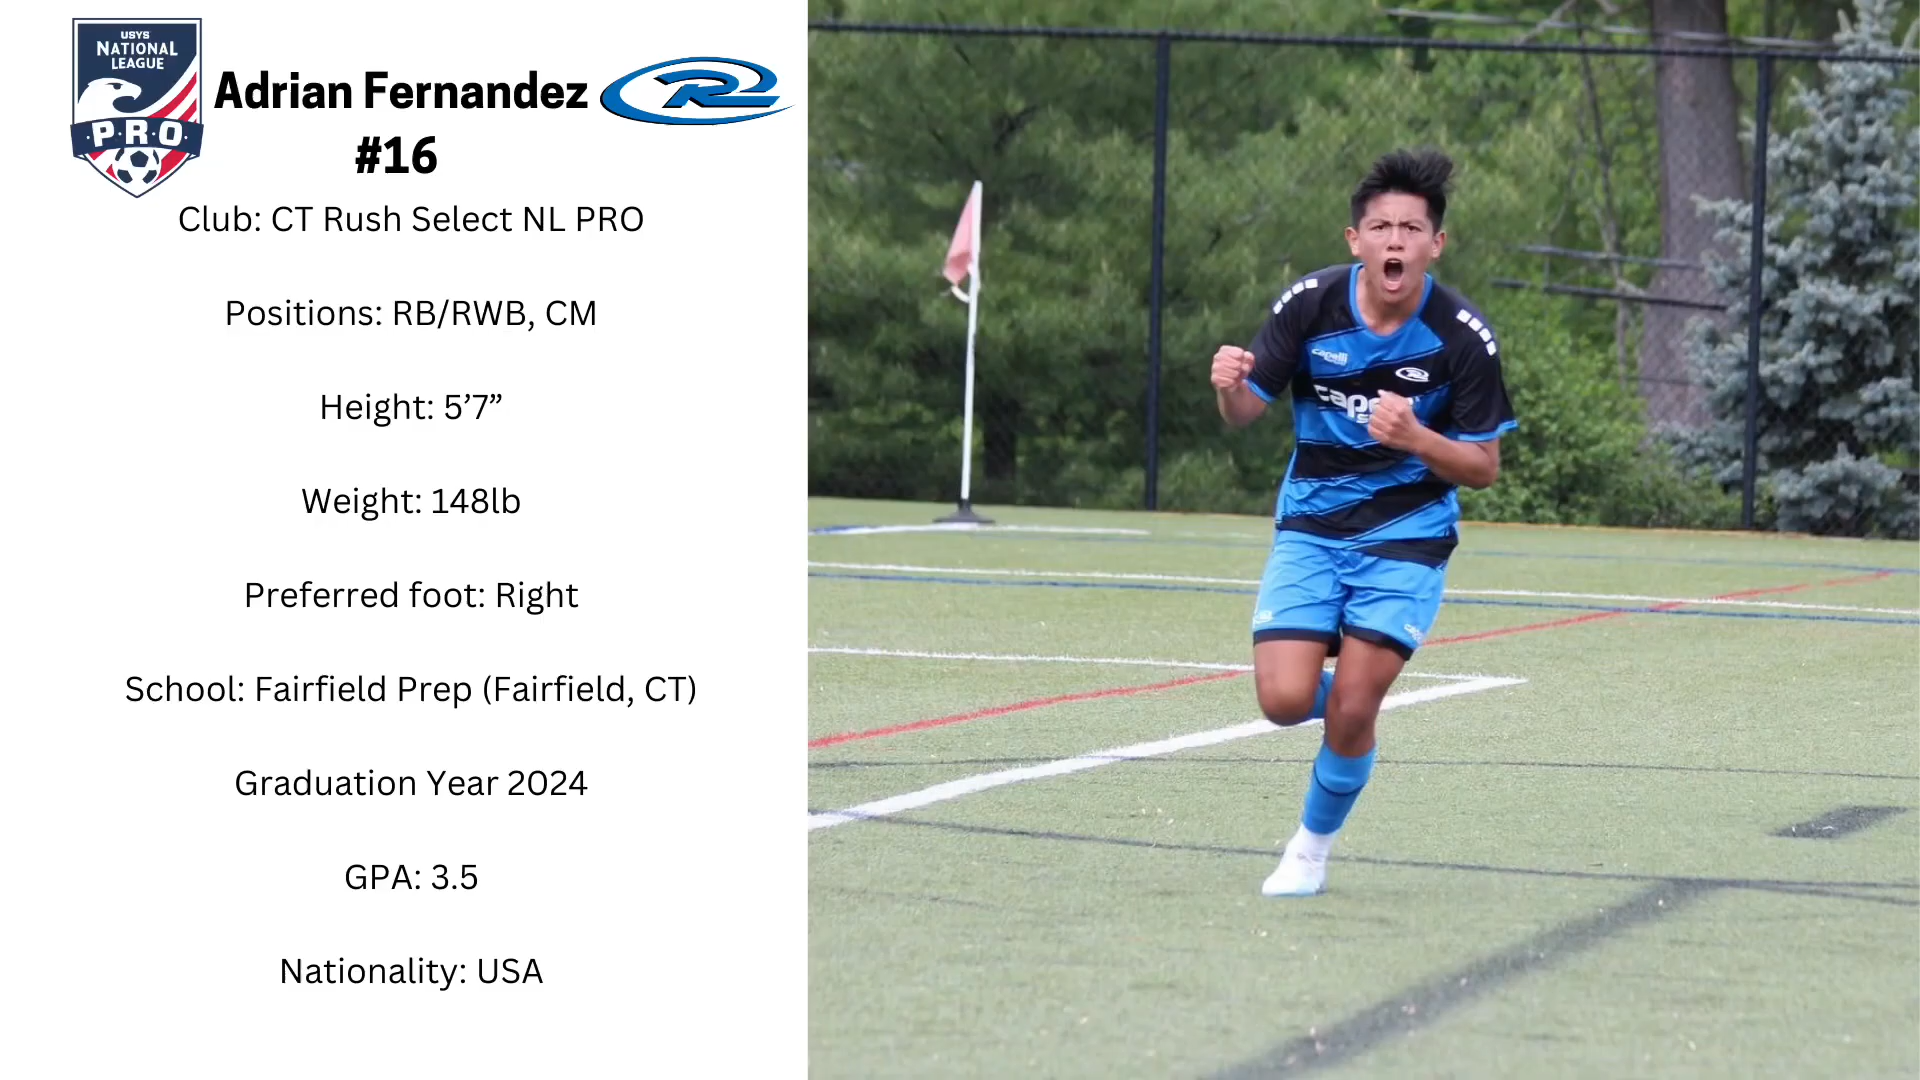 USYS
NATIONAL
LEAGUE
·P·R·O·
Adrian Fernandez
#16
Club: CT Rush Select NL PRO
Positions: RB/RWB, CM
Height: 5’7”
Weight: 148lb
Preferred foot: Right
School: Fairfield Prep (Fairfield, CT)
Graduation Year 2024
GPA: 3.5
Nationality: USA
capelli